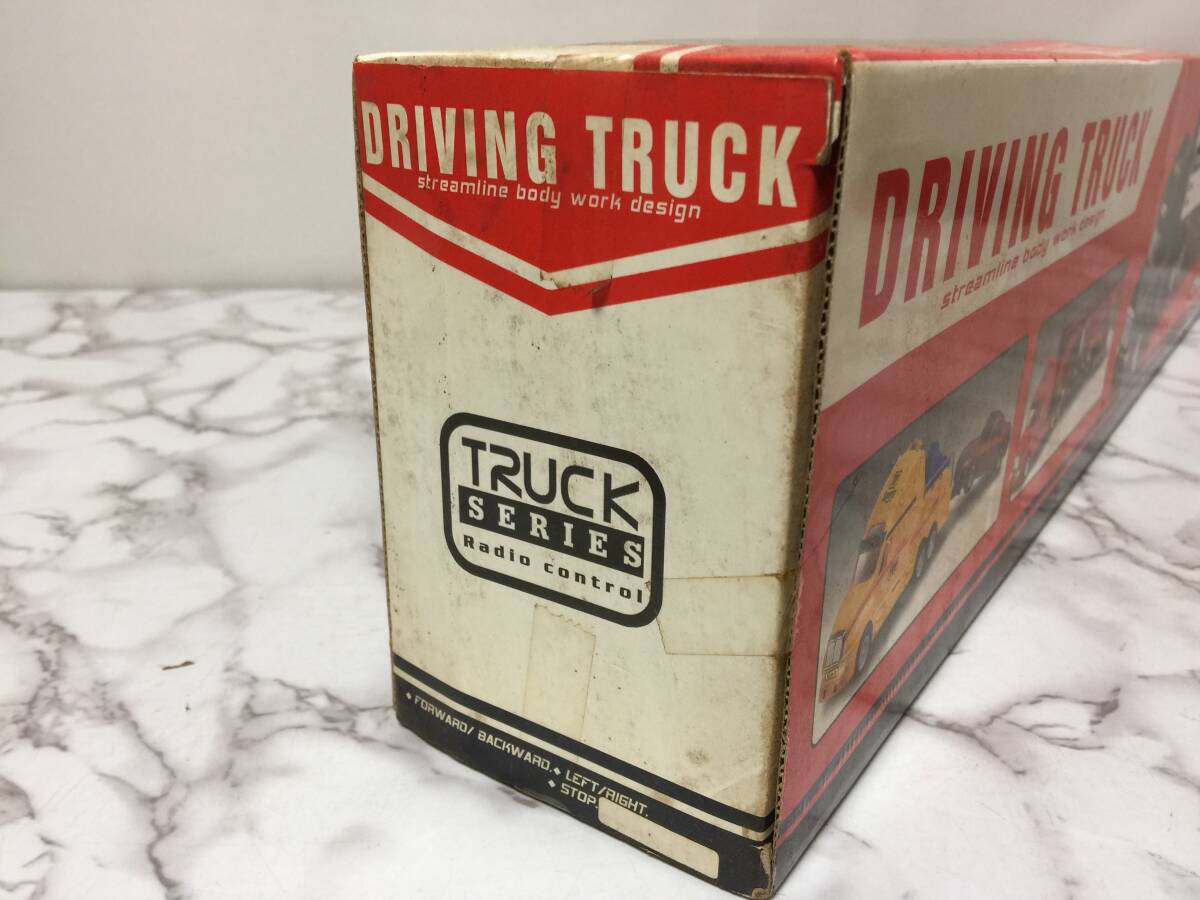 DRIVING TRUCK
streamline body work design
TRUCK
SERIES
Radio control
◆ FORWARD/ BACKWARD.◆ LEFT/RIGHT.
◆ STOP.
DRIVING TRUCK
streamline body work design